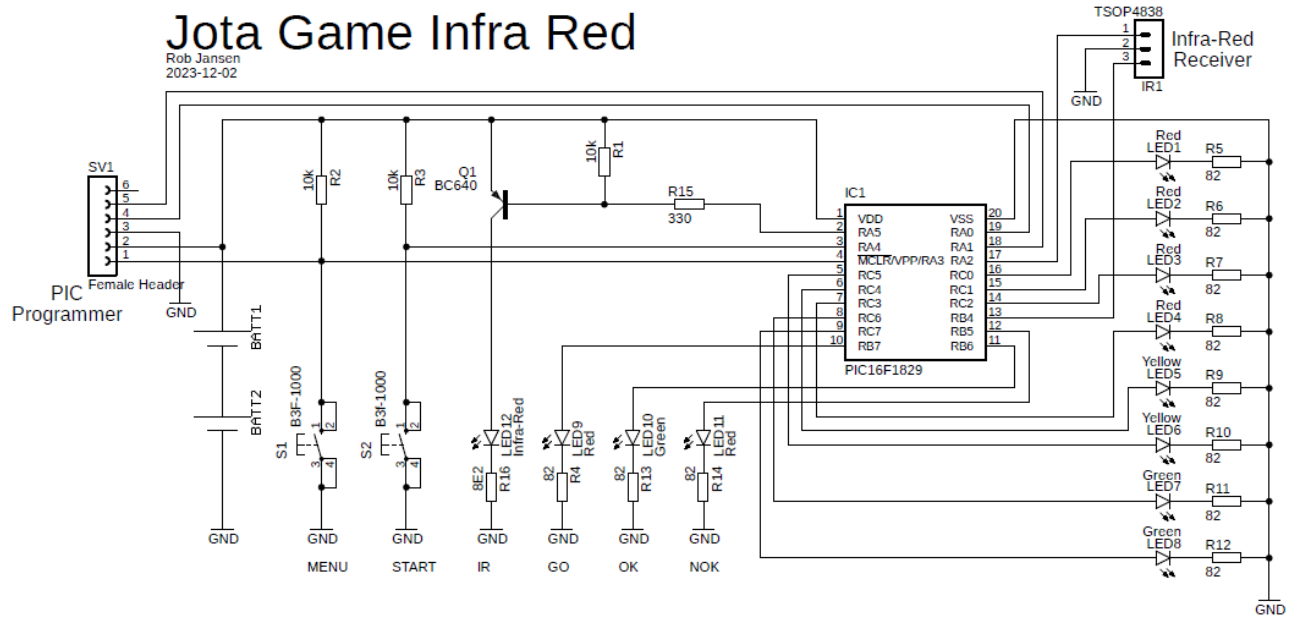 Jota Game Infra Red
Rob Jansen
2023-12-02
TSOP4838
1
2
3
Infra-Red
Receiver
IR1
GND
SV1
6
5
4
3
2
1
Female Header
PIC
Programmer
GND
10k
R2
10k
R3
Q1
BC640
10k
R1
R15
330
IC1
1
2
3
4
5
6
7
8
9
10
VDD
RA5
RA4
MCLR/VPP/RA3
RC5
RC4
RC3
RC6
RC7
RB7
VSS
RA0
RA1
RA2
RC0
RC1
RC2
RB4
RB5
RB6
20
19
18
17
16
15
14
13
12
11
PIC16F1829
Red
LED1
R5
82
Red
LED2
R6
82
Red
LED3
R7
82
Red
LED4
R8
82
Yellow
LED5
R9
82
Yellow
LED6
R10
82
Green
LED7
R11
82
Green
LED8
R12
82
GND
BATT1
BATT2
GND
B3F-1000
S1
1
2
3
4
GND
MENU
B3f-1000
S2
1
2
3
4
GND
START
LED12
Infra-Red
8E2
R16
GND
IR
LED9
Red
82
R4
GND
GO
LED10
Green
82
R13
GND
OK
LED11
Red
82
R14
GND
NOK